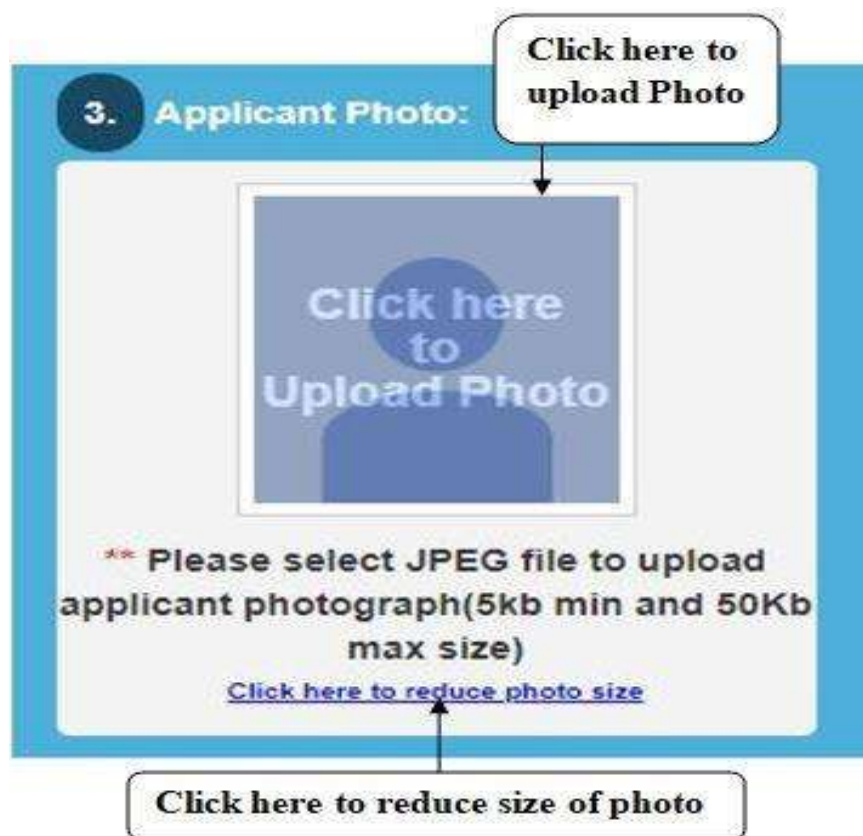 Click here to
upload Photo
3. Applicant Photo:
Click here
to
Upload Photo
** Please select JPEG file to upload
applicant photograph(5kb min and 50Kb
max size)
Click here to reduce photo size
Click here to reduce size of photo